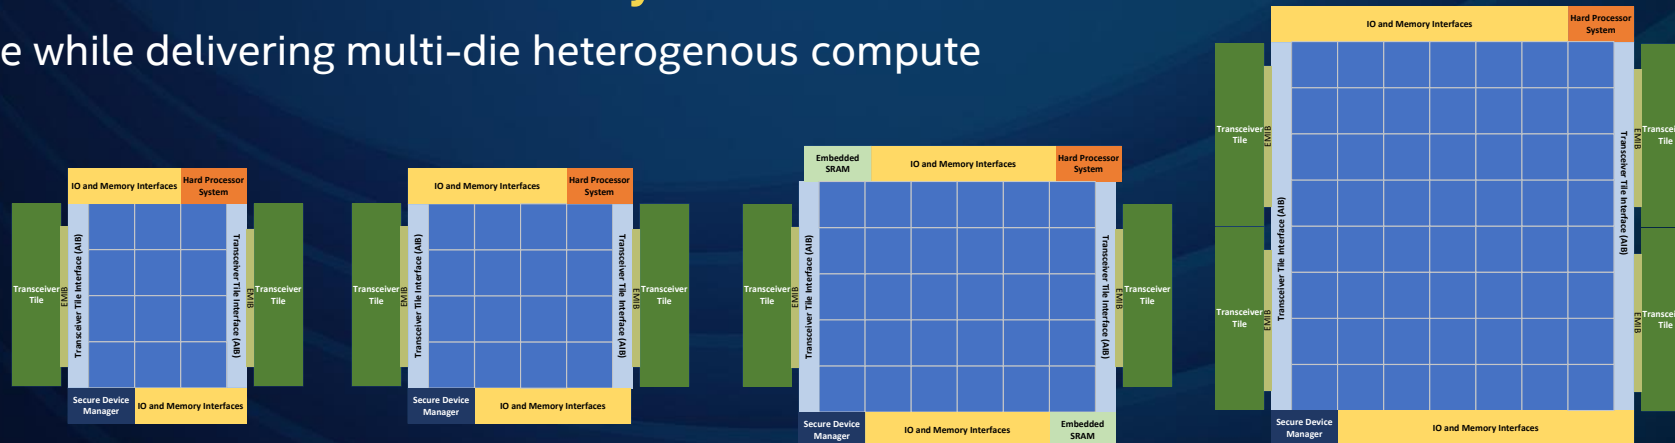 e while delivering multi-die heterogenous compute
IO and Memory Interfaces
Hard Processor
System
Transceiver
Tile
EMIB
Transceiver Tile Interface (AIB)
Transceiver Tile Interface (AIB)
EMIB
Transceiver
Tile
Secure Device
Manager
IO and Memory Interfaces
IO and Memory Interfaces
Hard Processor
System
Transceiver
Tile
EMIB
Transceiver Tile Interface (AIB)
Transceiver Tile Interface (AIB)
EMIB
Transceiver
Tile
Secure Device
Manager
IO and Memory Interfaces
Embedded
SRAM
IO and Memory Interfaces
Hard Processor
System
Transceiver
Tile
EMIB
Transceiver Tile Interface (AIB)
Transceiver Tile Interface (AIB)
EMIB
Transceiver
Tile
Secure Device
Manager
IO and Memory Interfaces
Embedded
SRAM
IO and Memory Interfaces
Hard Processor
System
Transceiver
Tile
EMIB
Transceiver
Tile
EMIB
Transceiver Tile Interface (AIB)
Transceiver Tile Interface (AIB)
EMIB
Transcei
Tile
EMIB
Transcei
Tile
Secure Device
Manager
IO and Memory Interfaces